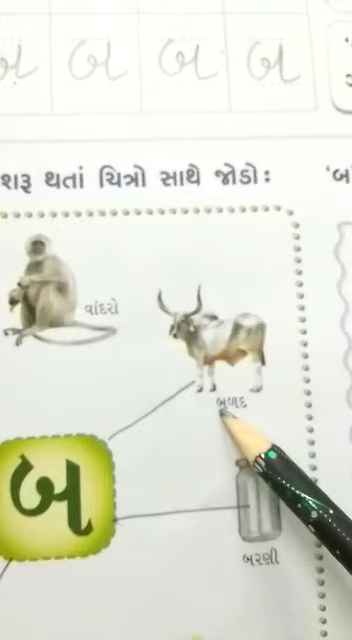 બ બ બ બ
શરૂ થતાં ચિત્રો સાથે જોડો: 'બ
વાંદરો
બળદ
બ
બરણી